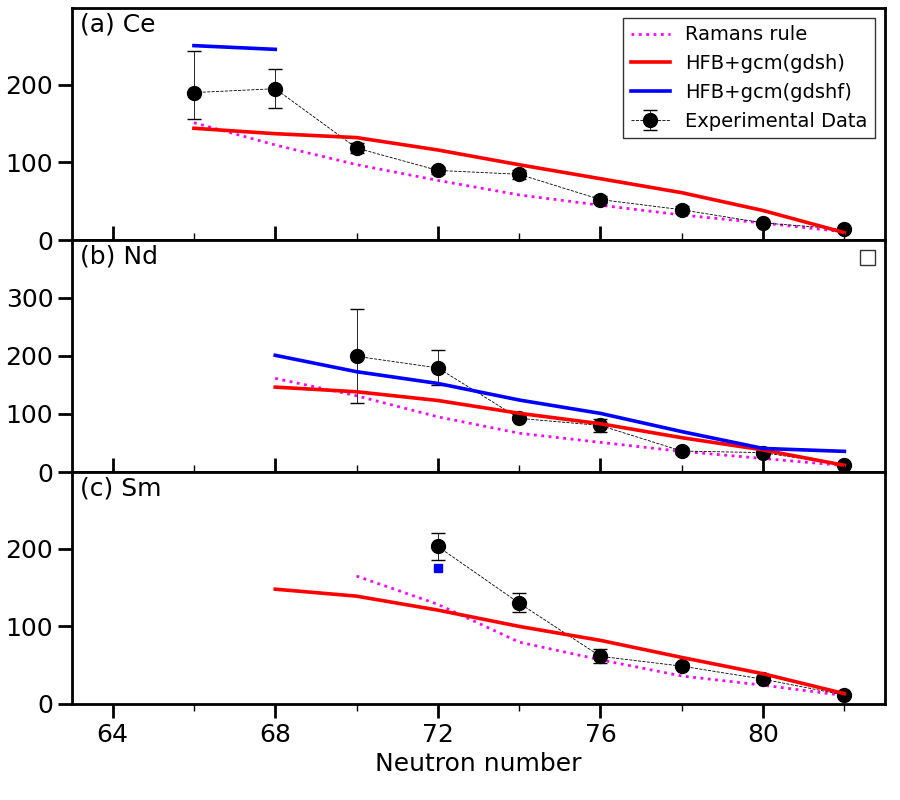 (a) Ce
Ramans rule
HFB+gcm(gdsh)
HFB+gcm(gdshf)
Experimental Data
200
100
0
(b) Nd
300
200
100
0
(c) Sm
200
100
0
64 68 72 76 80
Neutron number